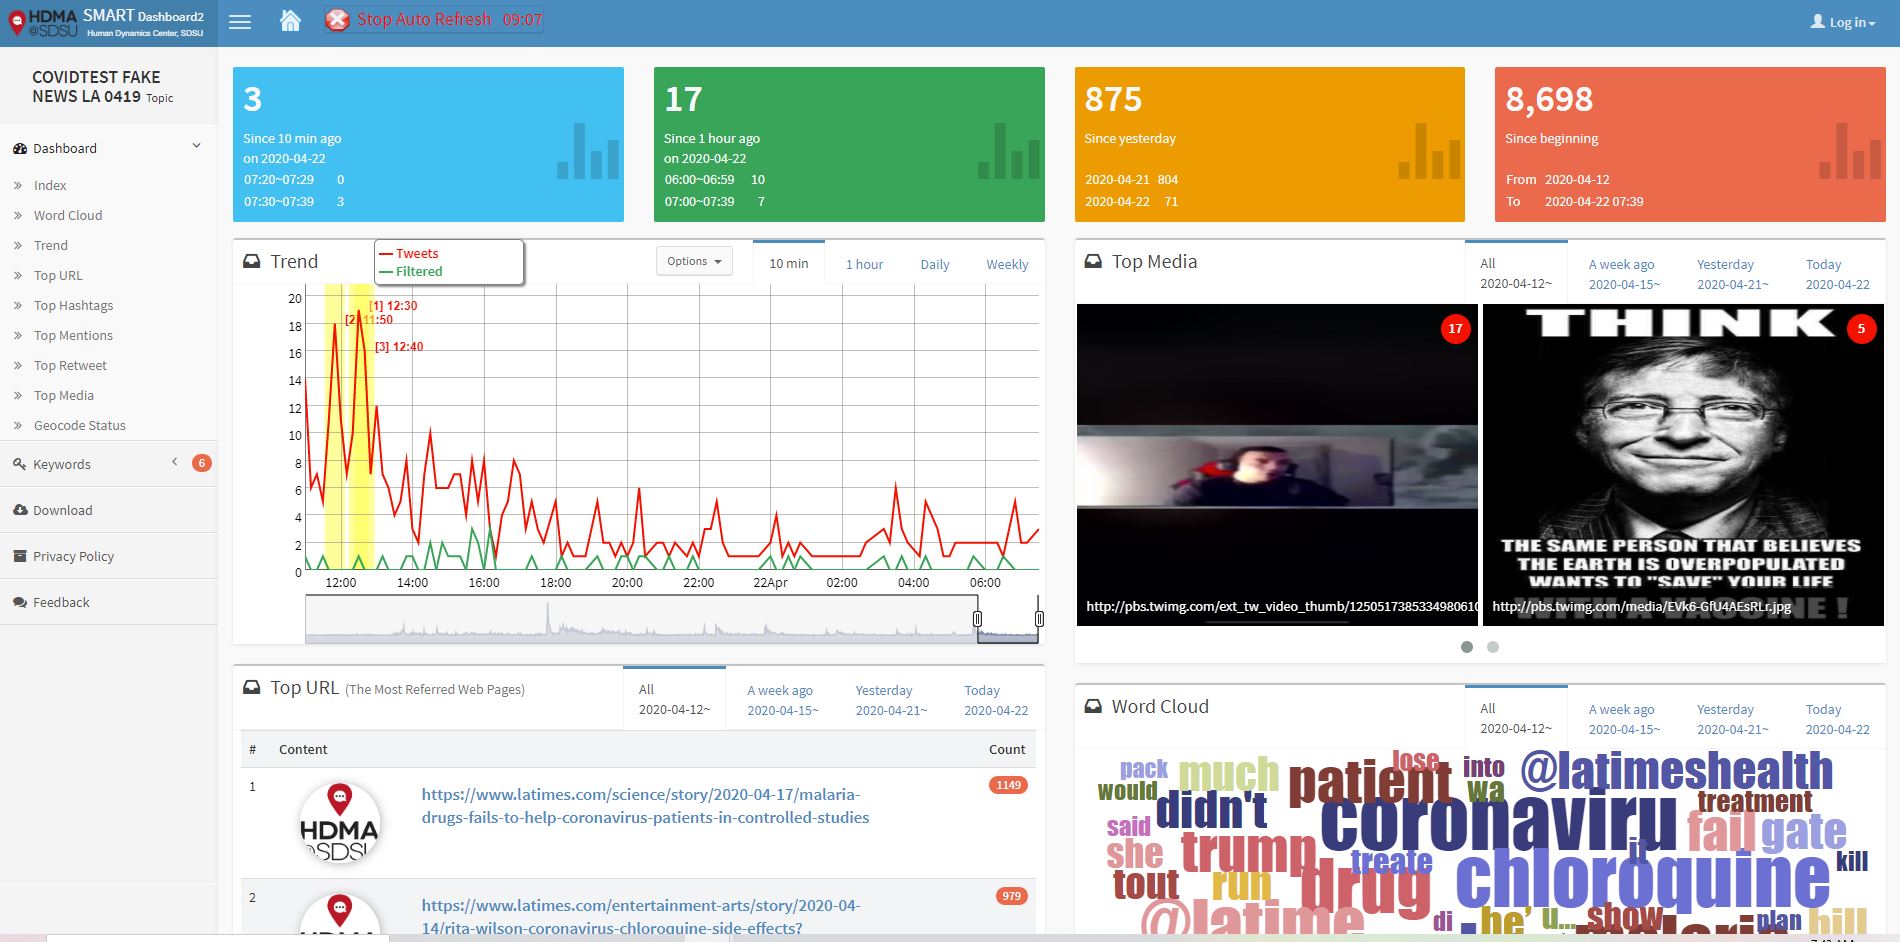 HDMA @SDSU SMART Dashboard2
Human Dynamics Center, SDSU
Stop Auto Refresh 09:07
Log in
COVIDTEST FAKE
NEWS LA 0419 Topic
Dashboard
Index
Word Cloud
Trend
Top URL
Top Hashtags
Top Mentions
Top Retweet
Top Media
Geocode Status
Keywords 6
Download
Privacy Policy
Feedback
3
Since 10 min ago
on 2020-04-22
07:20~07:29 0
07:30~07:39 3
17
Since 1 hour ago
on 2020-04-22
06:00~06:59 10
07:00~07:39 7
875
Since yesterday
2020-04-21 804
2020-04-22 71
8,698
Since beginning
From 2020-04-12
To 2020-04-22 07:39
Trend
Tweets
Filtered
Options
10 min
1 hour
Daily
Weekly
[1] 12:30
[2] 11:50
[3] 12:40
20
18
16
14
12
10
8
6
4
2
0
12:00 14:00 16:00 18:00 20:00 22:00 22Apr 02:00 04:00 06:00
Top Media
All
2020-04-12~
A week ago
2020-04-15~
Yesterday
2020-04-21~
Today
2020-04-22
17
http://pbs.twimg.com/ext_tw_video_thumb/1250517385334980610
5
THINK
THE SAME PERSON THAT BELIEVES
THE EARTH IS OVERPOPULATED
WANTS TO "SAVE" YOUR LIFE
WITH A VACCINE !
http://pbs.twimg.com/media/EVk6-GfU4AEsRLr.jpg
Top URL (The Most Referred Web Pages)
All
2020-04-12~
A week ago
2020-04-15~
Yesterday
2020-04-21~
Today
2020-04-22
# Content Count
1
HDMA
@SDSU
https://www.latimes.com/science/story/2020-04-17/malaria-
drugs-fails-to-help-coronavirus-patients-in-controlled-studies
1149
2
https://www.latimes.com/entertainment-arts/story/2020-04-
14/rita-wilson-coronavirus-chloroquine-side-effects?
979
Word Cloud
All
2020-04-12~
A week ago
2020-04-15~
Yesterday
2020-04-21~
Today
2020-04-22
pack
much
patient
lose
into
@latimeshealth
would
didn't
wa
treatment
coronaviru
said
fail
gate
she
trump
treate
it
kill
tout
run
drug
chloroquine
@latime
di
he'
u...
show
plan
bill